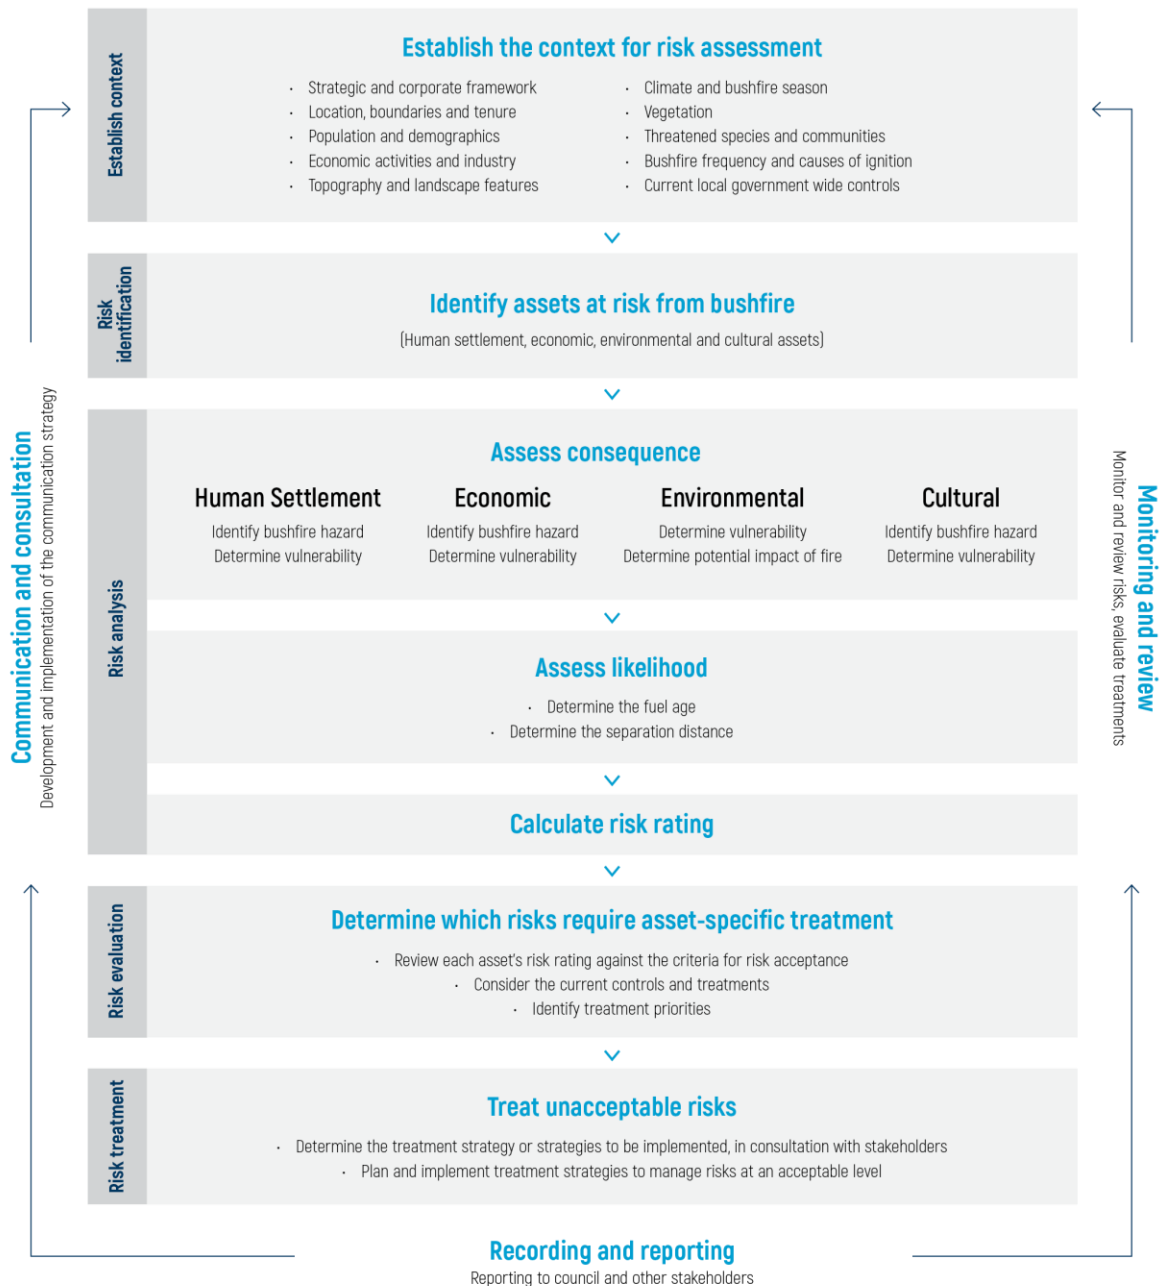 Establish context
Establish the context for risk assessment
· Strategic and corporate framework
· Location, boundaries and tenure
· Population and demographics
· Economic activities and industry
· Topography and landscape features
· Climate and bushfire season
· Vegetation
· Threatened species and communities
· Bushfire frequency and causes of ignition
· Current local government wide controls
Risk
identification
Identify assets at risk from bushfire
(Human settlement, economic, environmental and cultural assets)
Communication and consultation
Development and implementation of the communication strategy
Risk analysis
Assess consequence
Human Settlement
Identify bushfire hazard
Determine vulnerability
Economic
Identify bushfire hazard
Determine vulnerability
Environmental
Determine vulnerability
Determine potential impact of fire
Cultural
Identify bushfire hazard
Determine vulnerability
Assess likelihood
· Determine the fuel age
· Determine the separation distance
Calculate risk rating
Monitoring and review
Monitor and review risks, evaluate treatments
Risk evaluation
Determine which risks require asset-specific treatment
· Review each asset's risk rating against the criteria for risk acceptance
· Consider the current controls and treatments
· Identify treatment priorities
Risk treatment
Treat unacceptable risks
· Determine the treatment strategy or strategies to be implemented, in consultation with stakeholders
· Plan and implement treatment strategies to manage risks at an acceptable level
Recording and reporting
Reporting to council and other stakeholders